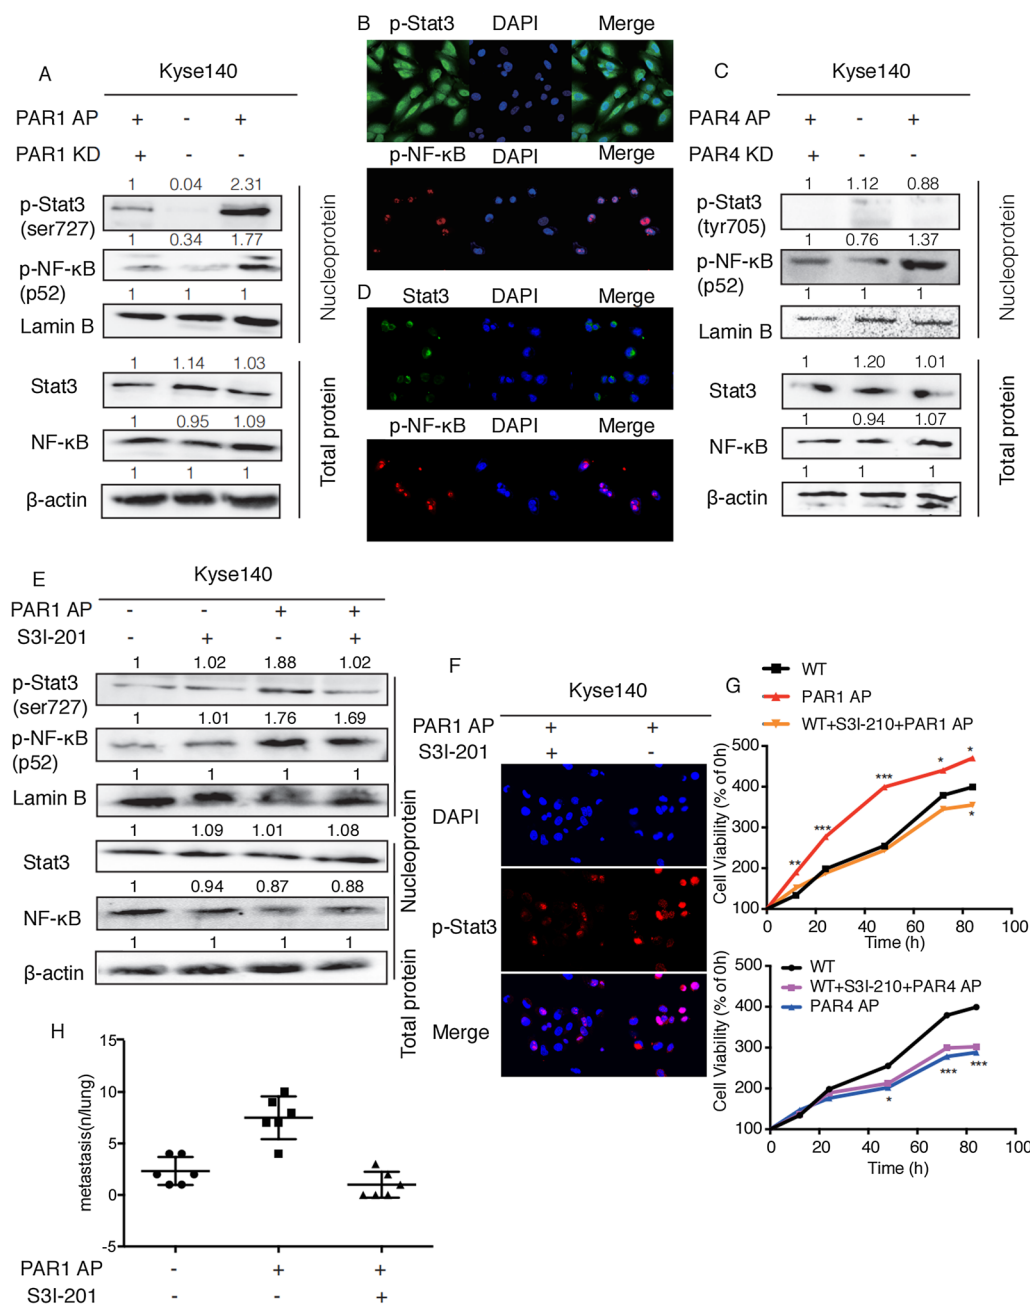 A
Kyse140
PAR1 AP + - +
PAR1 KD + - -
1 0.04 2.31
p-Stat3
(ser727)
1 0.34 1.77
p-NF-κB
(p52)
1 1 1
Lamin B
Nucleoprotein
1 1.14 1.03
Stat3
1 0.95 1.09
NF-κB
1 1 1
β-actin
Total protein
B
p-Stat3 DAPI Merge
p-NF-κB DAPI Merge
D
Stat3 DAPI Merge
p-NF-κB DAPI Merge
C
Kyse140
PAR4 AP + - +
PAR4 KD + - -
1 1.12 0.88
p-Stat3
(tyr705)
1 0.76 1.37
p-NF-κB
(p52)
1 1 1
Lamin B
Nucleoprotein
1 1.20 1.01
Stat3
1 0.94 1.07
NF-κB
1 1 1
β-actin
Total protein
E
Kyse140
PAR1 AP - - + +
S3I-201 - + - +
1 1.02 1.88 1.02
p-Stat3
(ser727)
1 1.01 1.76 1.69
p-NF-κB
(p52)
1 1 1 1
Lamin B
Nucleoprotein
1 1.09 1.01 1.08
Stat3
1 0.94 0.87 0.88
NF-κB
1 1 1 1
β-actin
Total protein
F
Kyse140
PAR1 AP + +
S3I-201 + -
DAPI
p-Stat3
Merge
G
WT
PAR1 AP
WT+S3I-210+PAR1 AP
Cell Viability (% of 0h)
500
400
300
200
100
** *** *** * * *
0 20 40 60 80 100
Time (h)
WT
WT+S3I-210+PAR4 AP
PAR4 AP
Cell Viability (% of 0h)
500
400
300
200
100
* *** ***
0 20 40 60 80 100
Time (h)
H
metastasis(n/lung)
15
10
5
0
-5
PAR1 AP - + +
S3I-201 - - +